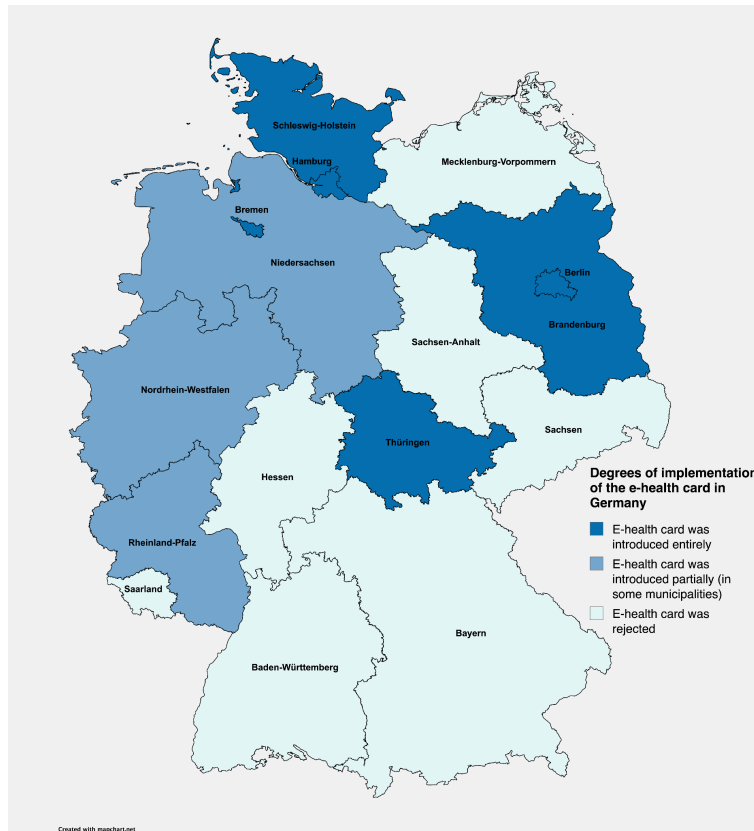 Schleswig-Holstein
Hamburg
Mecklenburg-Vorpommern
Bremen
Niedersachsen
Berlin
Brandenburg
Sachsen-Anhalt
Nordrhein-Westfalen
Sachsen
Thüringen
Hessen
Degrees of implementation
of the e-health card in
Germany
E-health card was
introduced entirely
Rheinland-Pfalz
E-health card was
introduced partially (in
some municipalities)
Saarland
E-health card was
rejected
Bayern
Baden-Württemberg
Created with mapchart.net